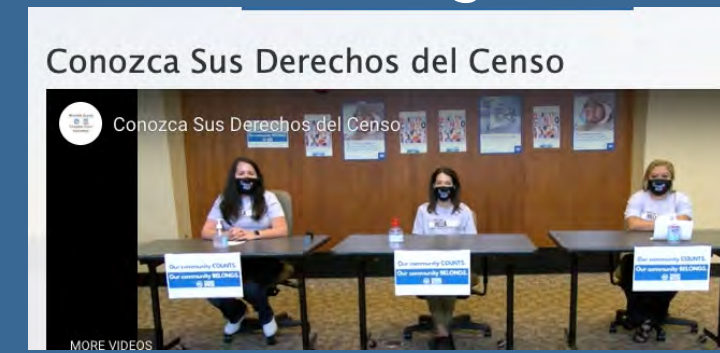 Conozca Sus Derechos del Censo
Conozca Sus Derechos del Censo
Our community COUNTS.
Our community BELONGS.
Our community COUNTS.
Our community BELONGS.
Our community COUNTS.
Our community BELONGS.
MORE VIDEOS